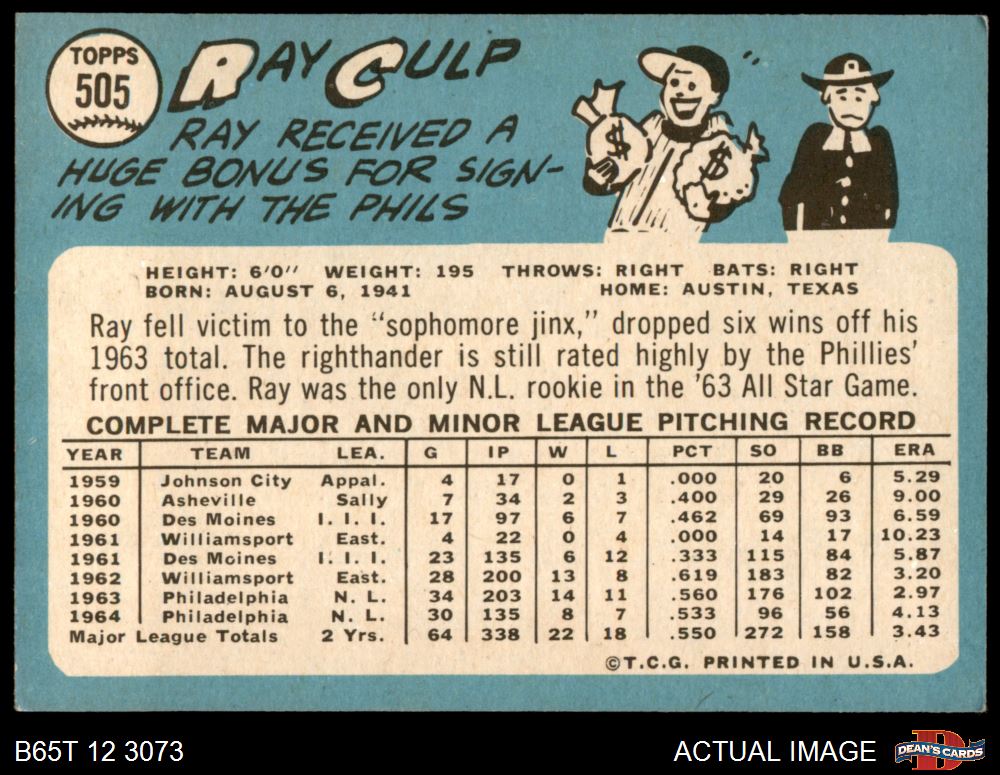 TOPPS
505
RAY CULP
RAY RECEIVED A
HUGE BONUS FOR SIGN-
ING WITH THE PHILS
$ $
HEIGHT: 6'0" WEIGHT: 195 THROWS: RIGHT BATS: RIGHT
BORN: AUGUST 6, 1941 HOME: AUSTIN, TEXAS
Ray fell victim to the "sophomore jinx," dropped six wins off his
1963 total. The righthander is still rated highly by the Phillies'
front office. Ray was the only N.L. rookie in the '63 All Star Game.
COMPLETE MAJOR AND MINOR LEAGUE PITCHING RECORD
YEAR TEAM LEA. G IP W L PCT SO BB ERA
1959 Johnson City Appal. 4 17 0 1 .000 20 6 5.29
1960 Asheville Sally 7 34 2 3 .400 29 26 9.00
1960 Des Moines I. I. I. 17 97 6 7 .462 69 93 6.59
1961 Williamsport East. 4 22 0 4 .000 14 17 10.23
1961 Des Moines I. I. I. 23 135 6 12 .333 115 84 5.87
1962 Williamsport East. 28 200 13 8 .619 183 82 3.20
1963 Philadelphia N. L. 34 203 14 11 .560 176 102 2.97
1964 Philadelphia N. L. 30 135 8 7 .533 96 56 4.13
Major League Totals 2 Yrs. 64 338 22 18 .550 272 158 3.43
©T.C.G. PRINTED IN U.S.A.
B65T 12 3073 ACTUAL IMAGE DEAN'S CARDS